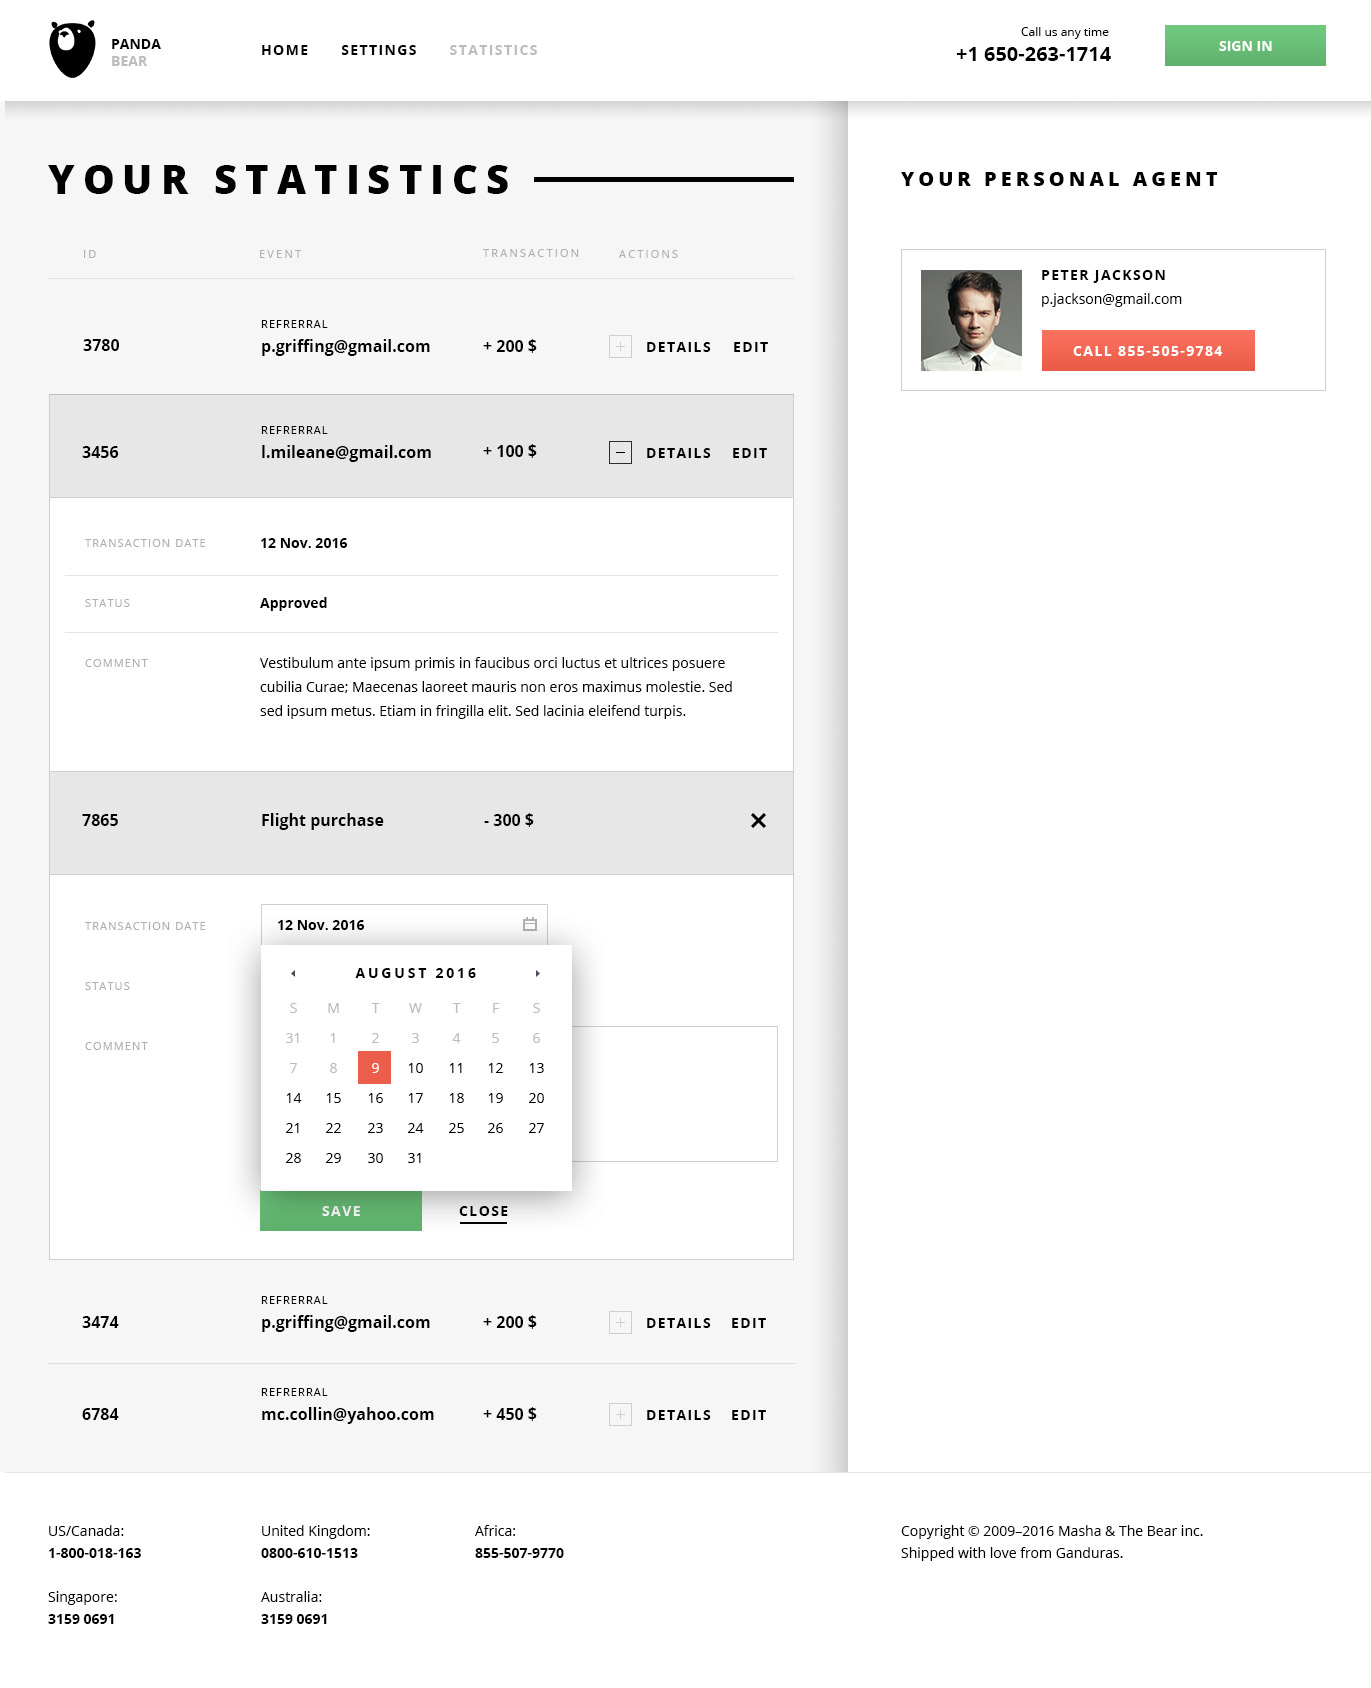 PANDA
BEAR
HOME SETTINGS STATISTICS
Call us any time
+1 650-263-1714
SIGN IN
YOUR STATISTICS
ID EVENT TRANSACTION ACTIONS
REFRERRAL
3780 p.griffing@gmail.com + 200 $ + DETAILS EDIT
REFRERRAL
3456 l.mileane@gmail.com + 100 $ – DETAILS EDIT
TRANSACTION DATE 12 Nov. 2016
STATUS Approved
COMMENT Vestibulum ante ipsum primis in faucibus orci luctus et ultrices posuere
cubilia Curae; Maecenas laoreet mauris non eros maximus molestie. Sed
sed ipsum metus. Etiam in fringilla elit. Sed lacinia eleifend turpis.
7865 Flight purchase - 300 $
TRANSACTION DATE 12 Nov. 2016
STATUS
COMMENT
AUGUST 2016
S M T W T F S
31 1 2 3 4 5 6
7 8 9 10 11 12 13
14 15 16 17 18 19 20
21 22 23 24 25 26 27
28 29 30 31
SAVE CLOSE
REFRERRAL
3474 p.griffing@gmail.com + 200 $ + DETAILS EDIT
REFRERRAL
6784 mc.collin@yahoo.com + 450 $ + DETAILS EDIT
YOUR PERSONAL AGENT
PETER JACKSON
p.jackson@gmail.com
CALL 855-505-9784
US/Canada:
1-800-018-163
United Kingdom:
0800-610-1513
Africa:
855-507-9770
Singapore:
3159 0691
Australia:
3159 0691
Copyright © 2009–2016 Masha & The Bear inc.
Shipped with love from Ganduras.